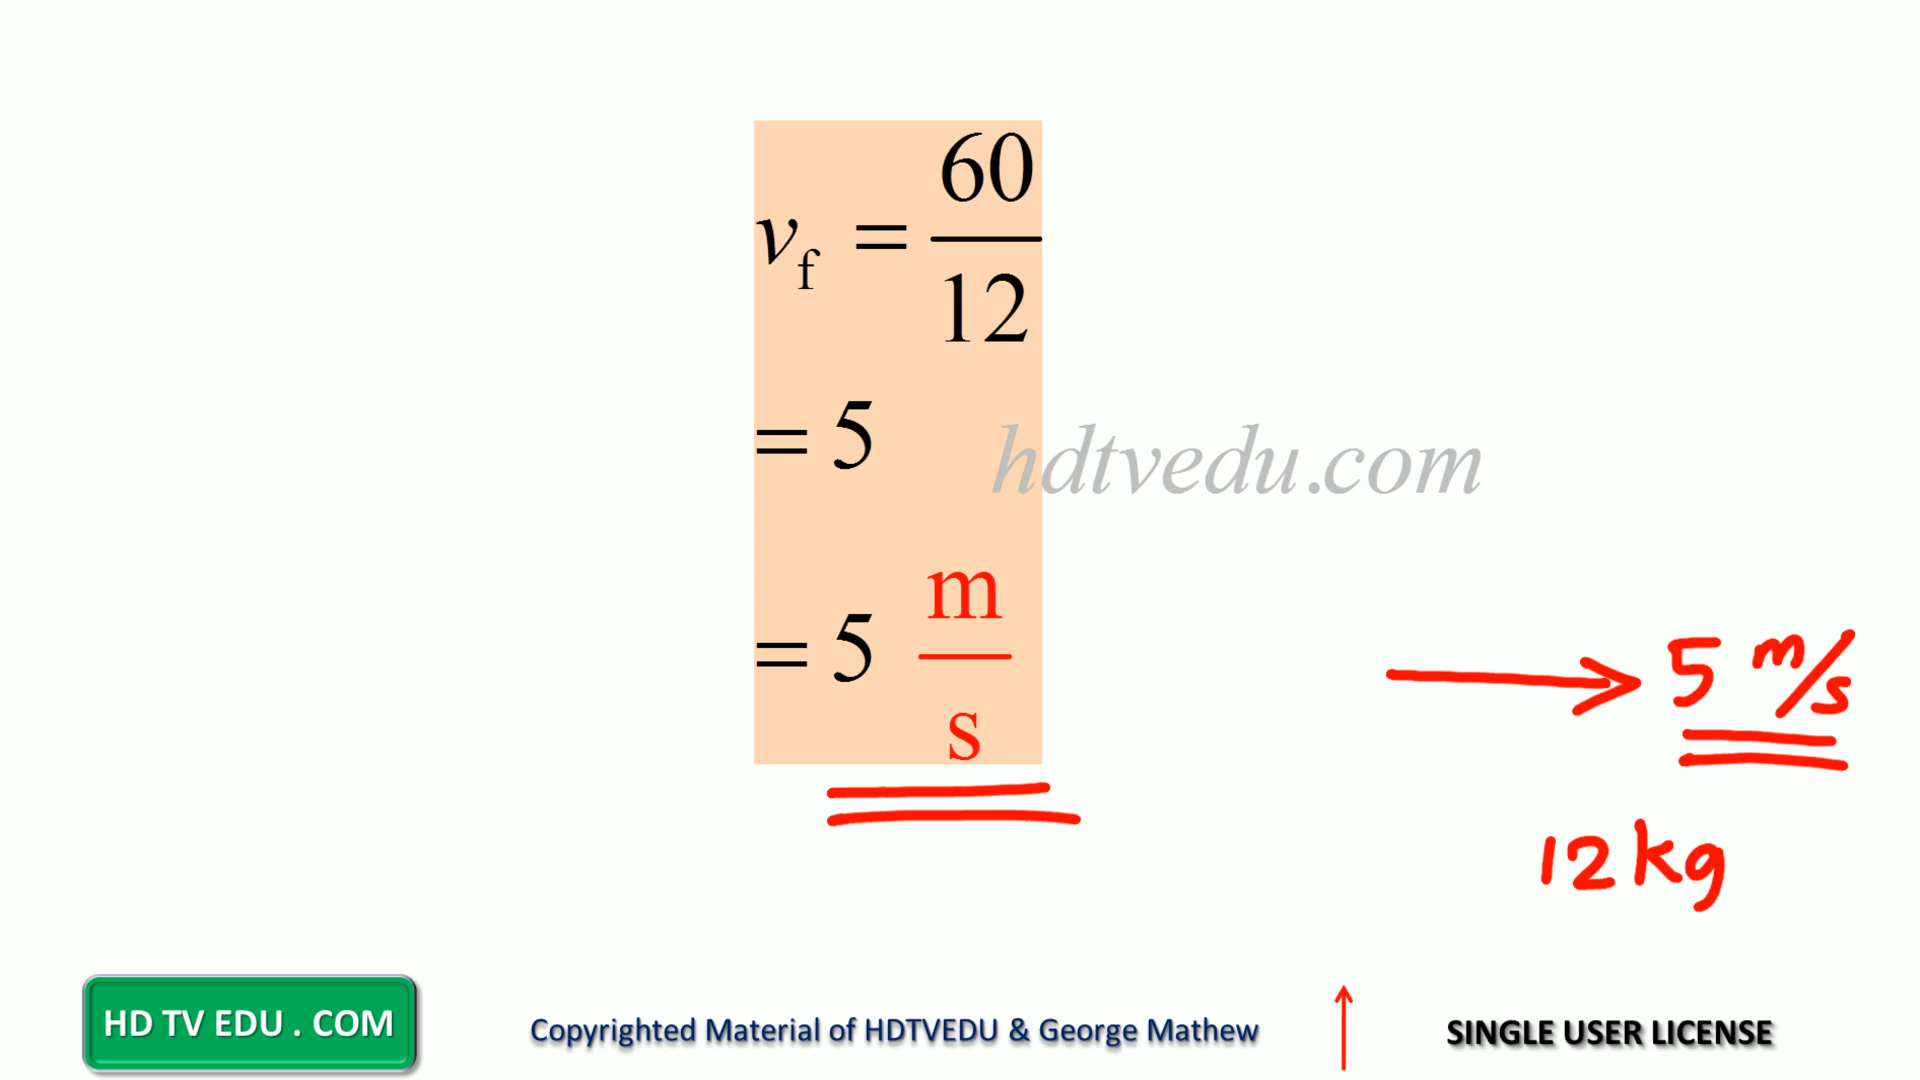 v_f = 60/12
= 5
hdtvedu.com
= 5 m/s
5 m/s
12 kg
HD TV EDU . COM
Copyrighted Material of HDTVEDU & George Mathew
SINGLE USER LICENSE